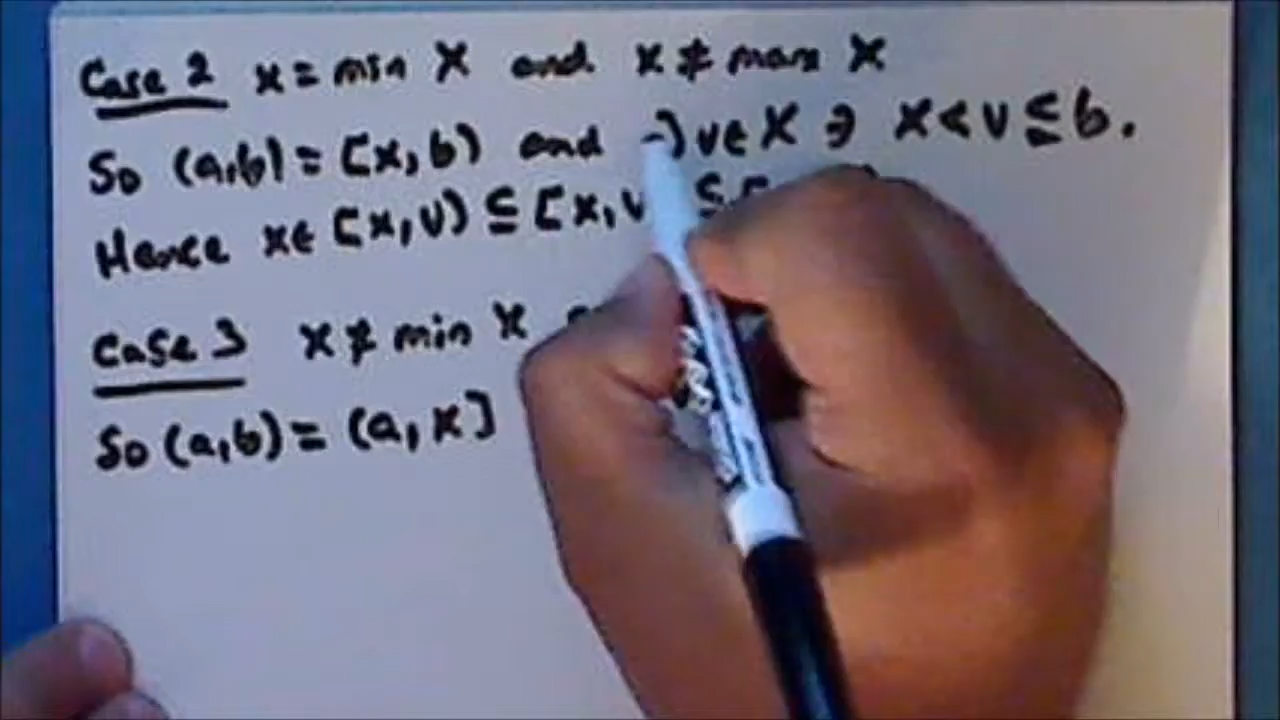 Case 2 x = min X and x ≠ max X
So (a,b) = [x, b) and ∃ v ∈ X ∋ x < v ≤ b.
Hence x ∈ [x, v) ⊆ [x, v ⊆ [
Case 3 x ≠ min X
So (a,b) = (a, x]